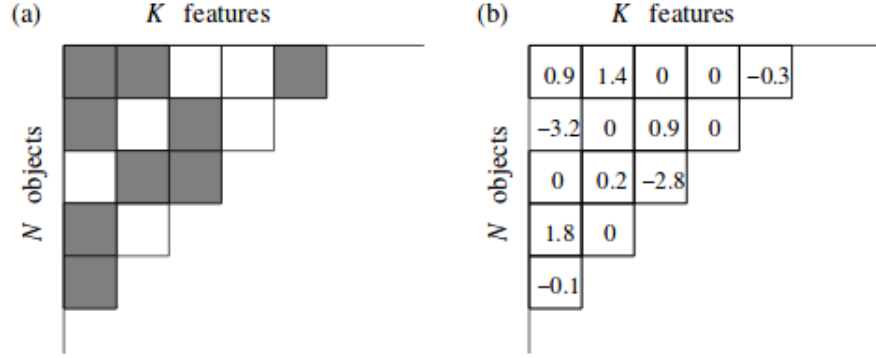 (a)
K features
N objects
(b)
K features
N objects
0.9 1.4 0 0 −0.3
−3.2 0 0.9 0
0 0.2 −2.8
1.8 0
−0.1